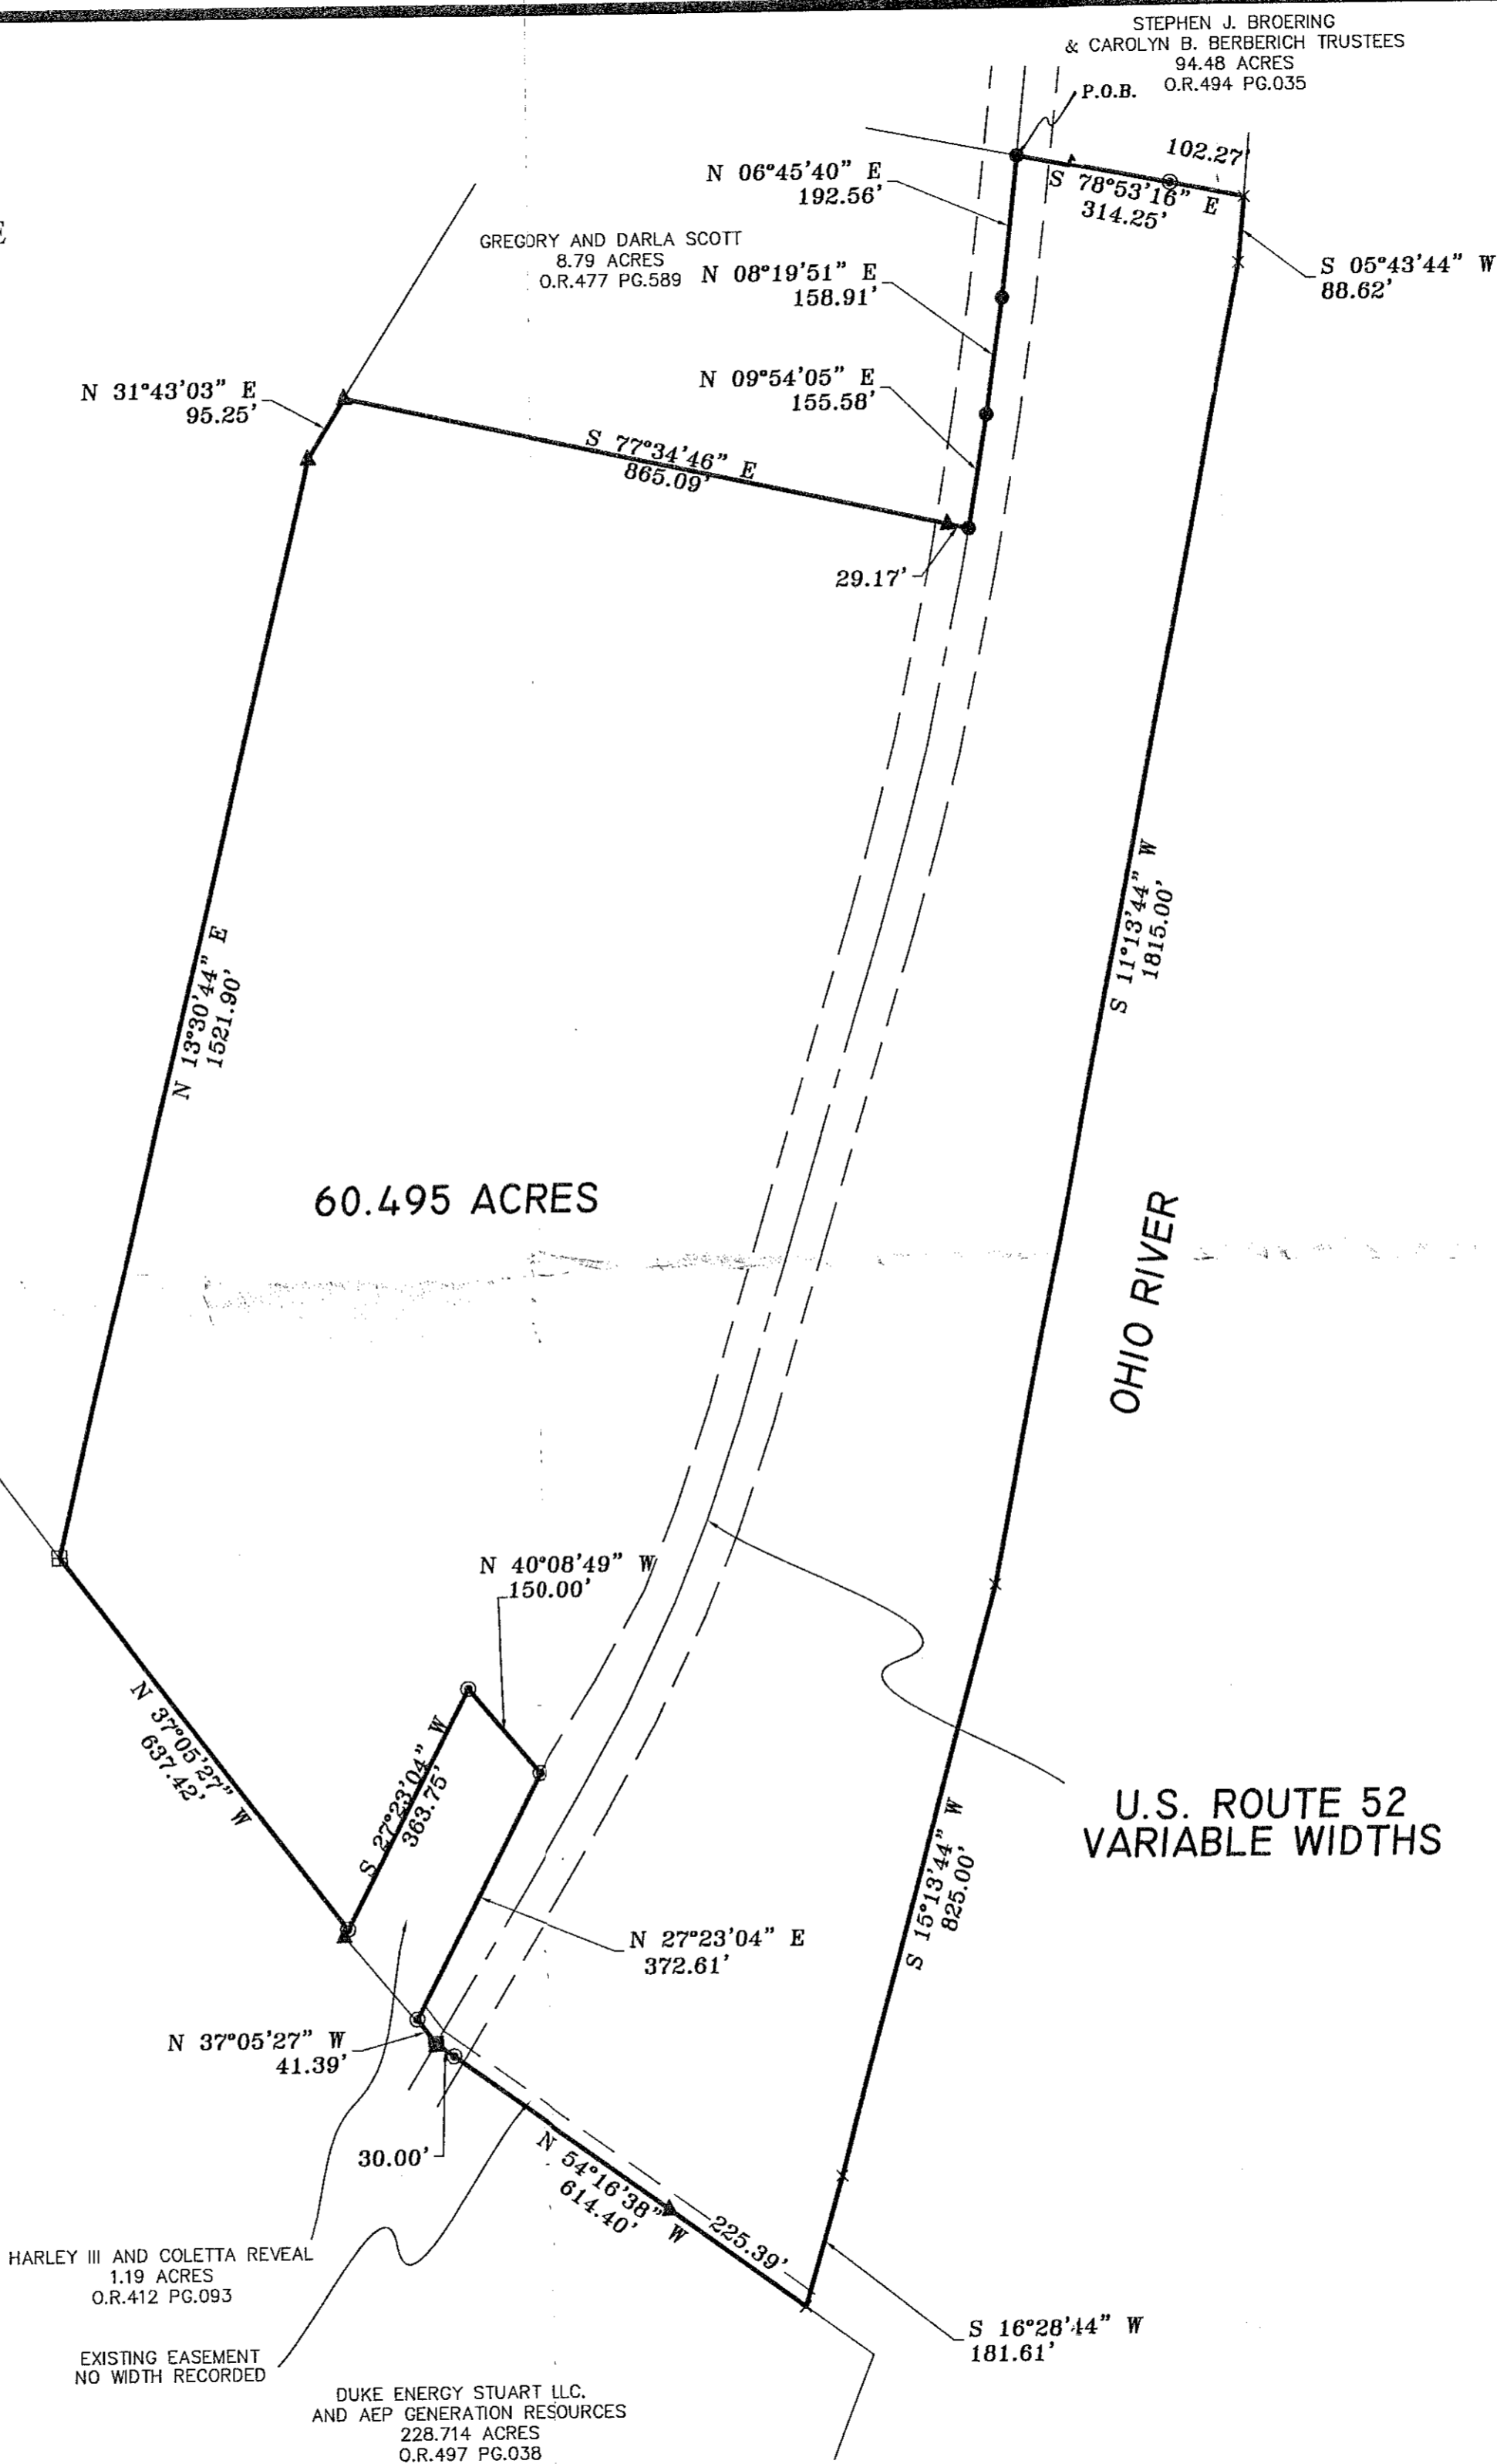 STEPHEN J. BROERING
& CAROLYN B. BERBERICH TRUSTEES
94.48 ACRES
O.R.494 PG.035
P.O.B.
102.27'
N 06°45'40" E
192.56'
S 78°53'16" E
314.25'
E
GREGORY AND DARLA SCOTT
8.79 ACRES
O.R.477 PG.589
N 08°19'51" E
158.91'
S 05°43'44" W
88.62'
N 31°43'03" E
95.25'
N 09°54'05" E
155.58'
S 77°34'46" E
865.09'
29.17'
S 11°13'44" W
1815.00'
N 13°30'44" E
1521.90'
60.495 ACRES
OHIO RIVER
N 40°08'49" W
150.00'
N 37°05'27" W
637.42'
S 27°23'04" W
363.75'
U.S. ROUTE 52
VARIABLE WIDTHS
S 15°13'44" W
825.00'
N 27°23'04" E
372.61'
N 37°05'27" W
41.39'
30.00'
N 54°16'38" W
614.40'
225.39'
HARLEY III AND COLETTA REVEAL
1.19 ACRES
O.R.412 PG.093
S 16°28'44" W
181.61'
EXISTING EASEMENT
NO WIDTH RECORDED
DUKE ENERGY STUART LLC.
AND AEP GENERATION RESOURCES
228.714 ACRES
O.R.497 PG.038